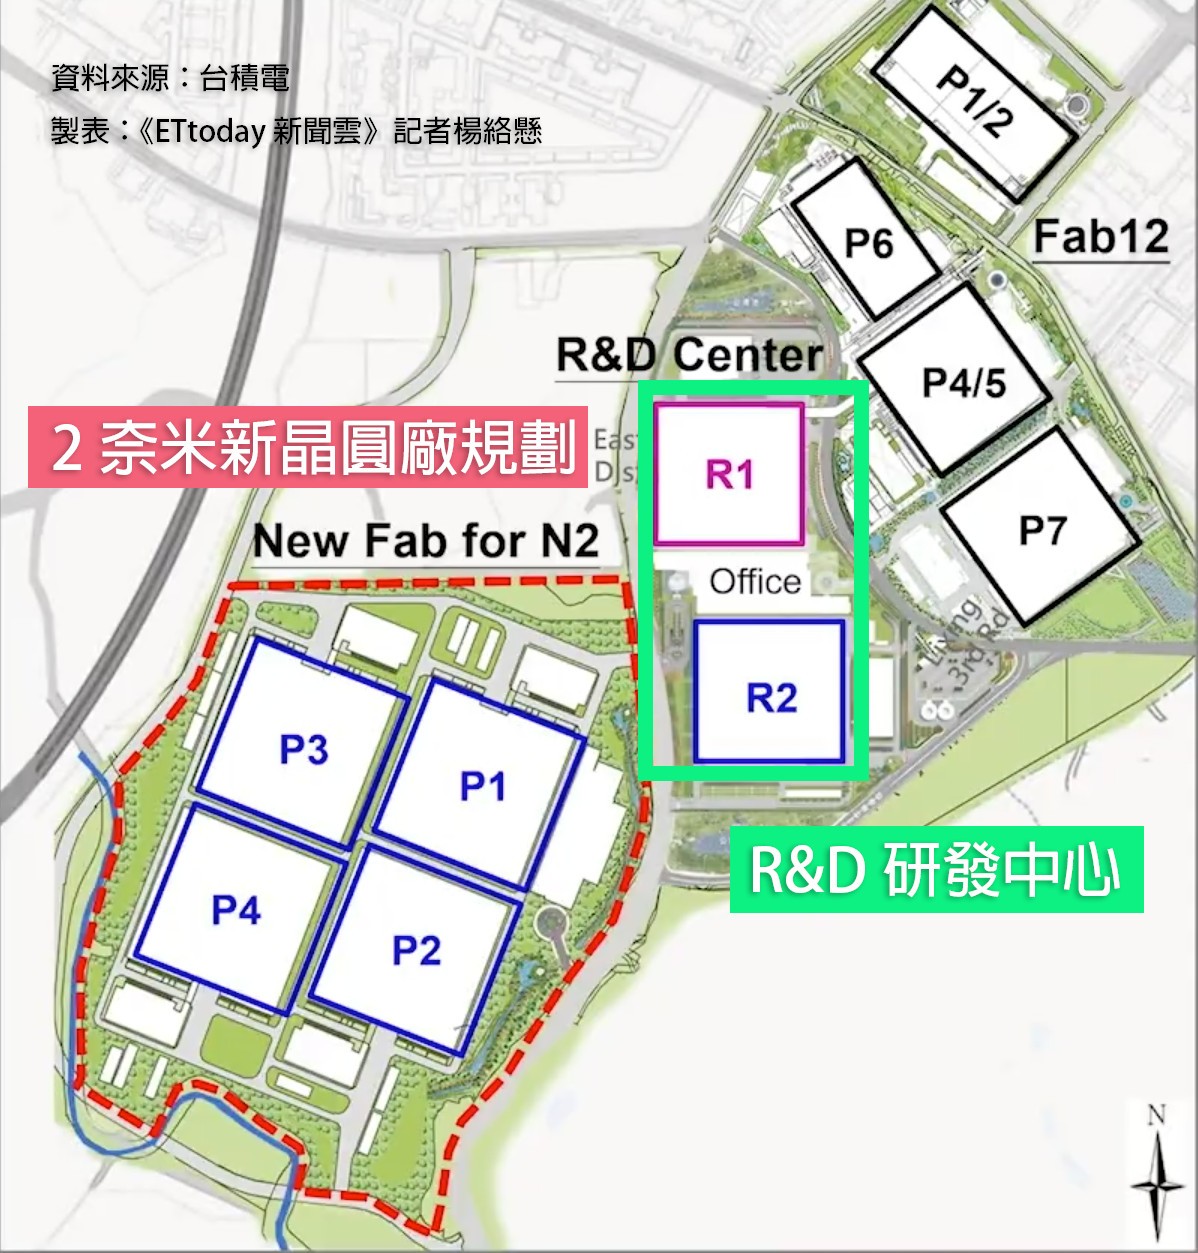 資料來源：台積電
製表：《ETtoday 新聞雲》記者楊絡懸
P1/2
Fab12
P6
R&D Center
P4/5
2 奈米新晶圓廠規劃
R1
P7
New Fab for N2
Office
Living
3rd Rd
R2
P3
P1
R&D 研發中心
P4
P2
N